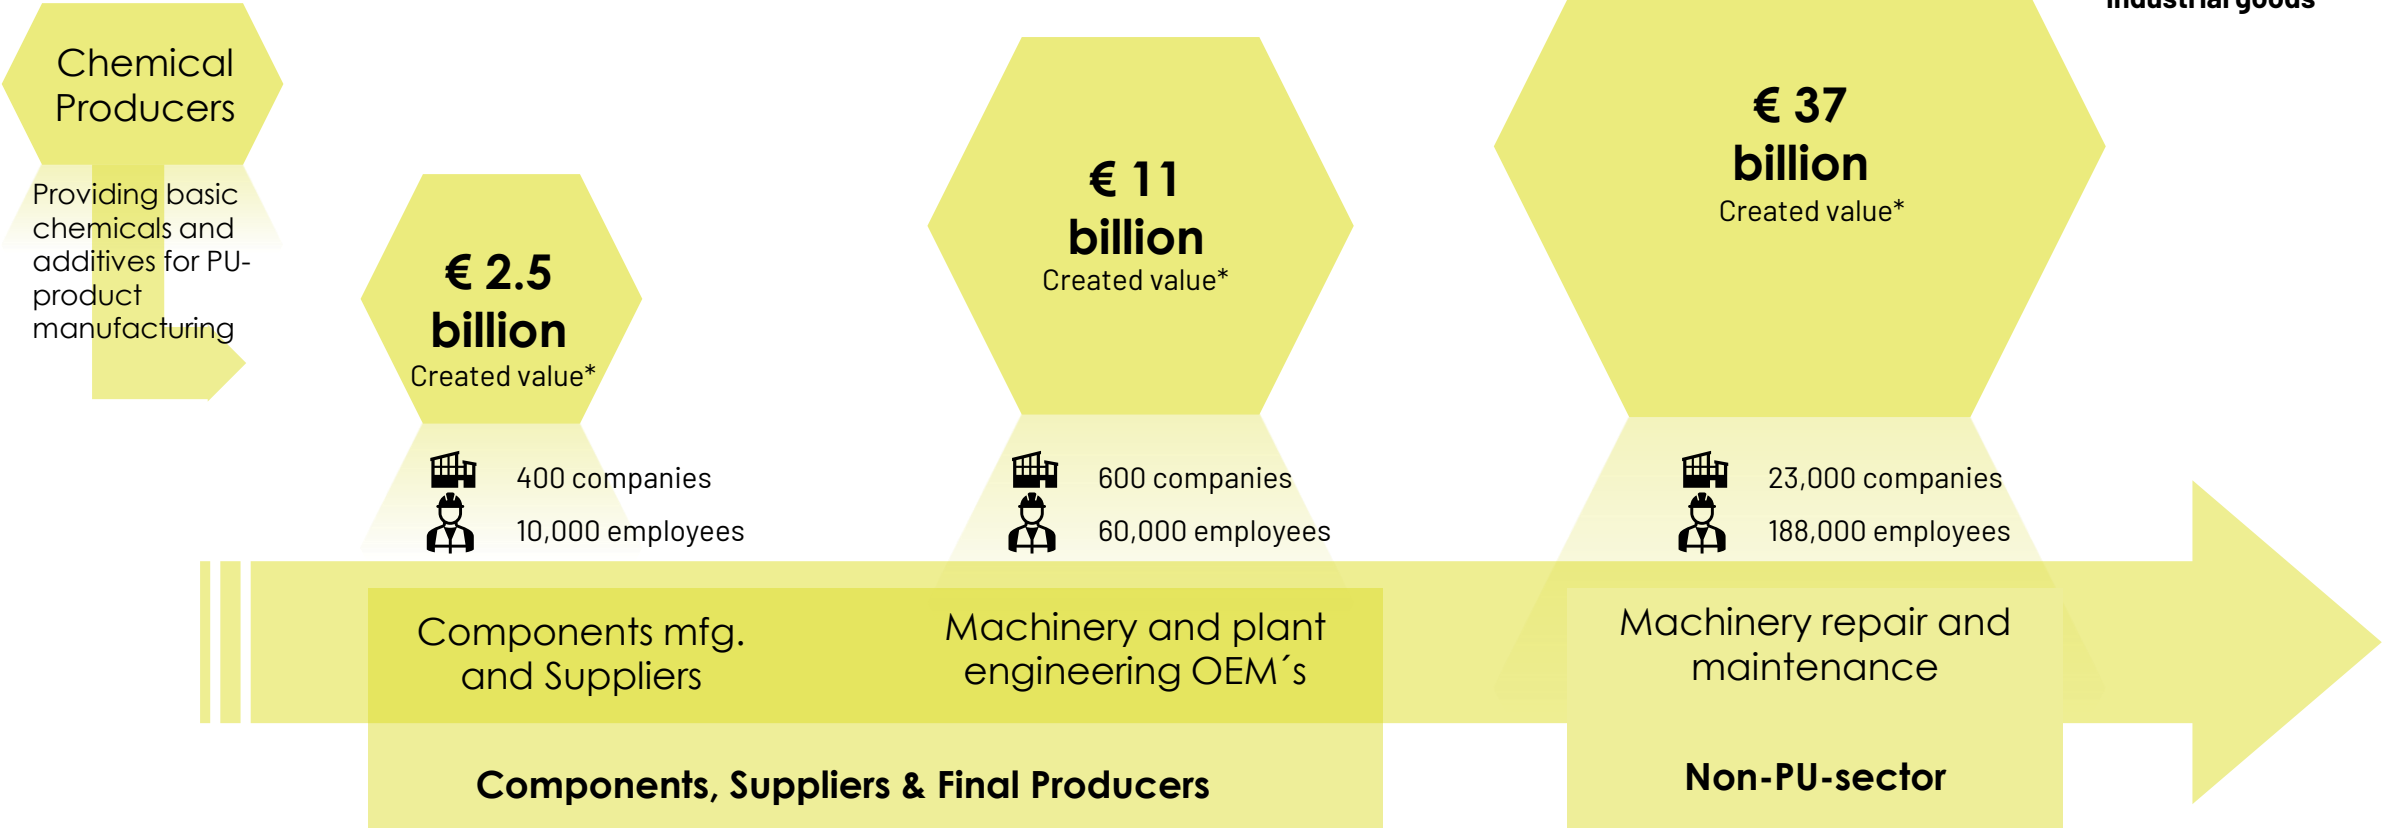 industrial goods
Chemical
Producers
Providing basic
chemicals and
additives for PU-
product
manufacturing
€ 2.5
billion
Created value*
400 companies
10,000 employees
€ 11
billion
Created value*
600 companies
60,000 employees
€ 37
billion
Created value*
23,000 companies
188,000 employees
Components mfg.
and Suppliers
Machinery and plant
engineering OEM´s
Machinery repair and
maintenance
Components, Suppliers & Final Producers
Non-PU-sector